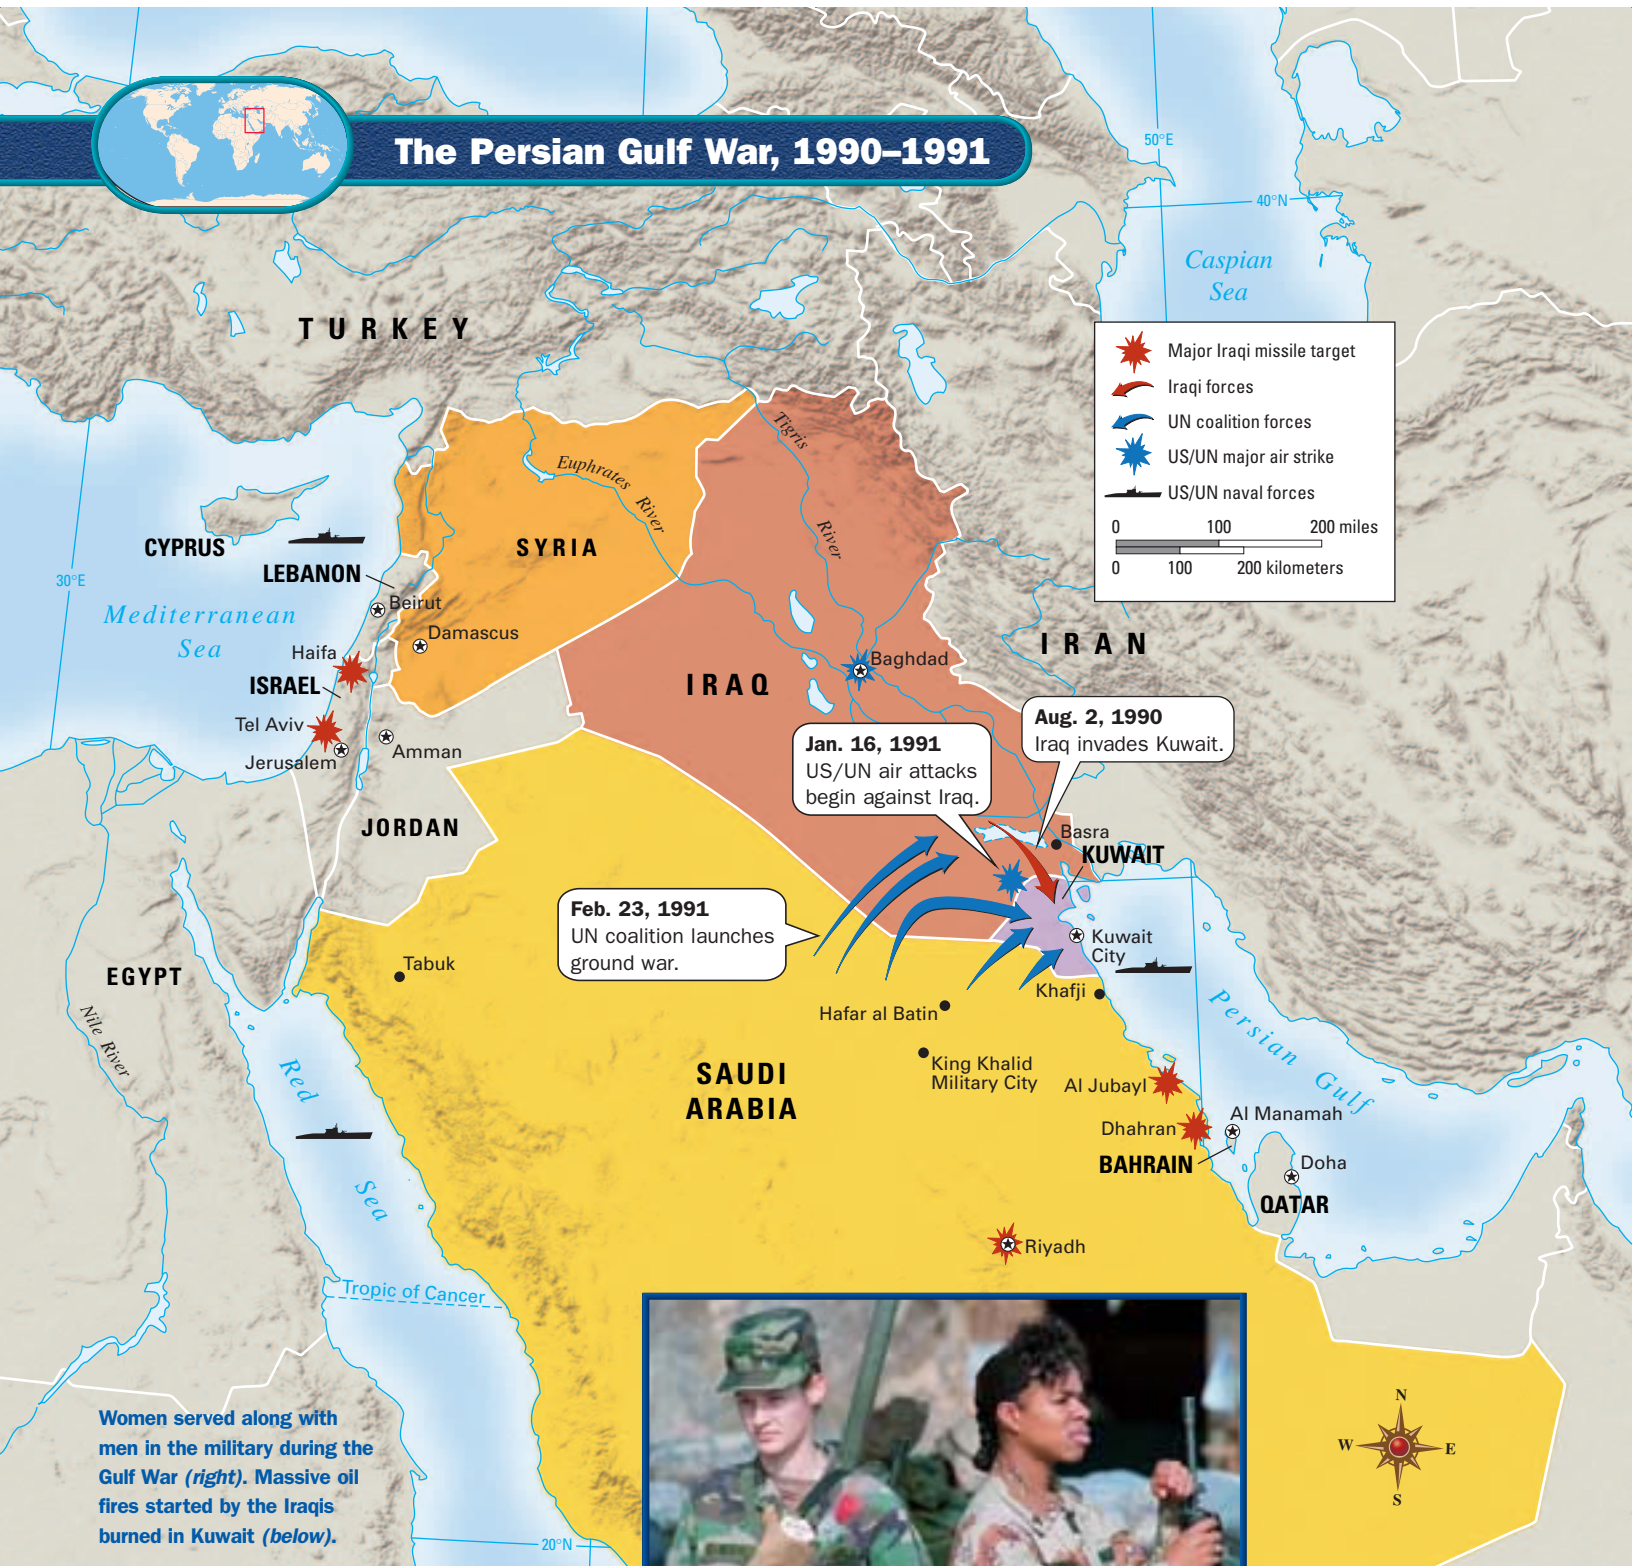 The Persian Gulf War, 1990–1991
50°E
40°N
Caspian
Sea
TURKEY
Major Iraqi missile target
Iraqi forces
UN coalition forces
US/UN major air strike
US/UN naval forces
0 100 200 miles
0 100 200 kilometers
Tigris
River
Euphrates
River
SYRIA
CYPRUS
LEBANON
30°E
Mediterranean
Sea
Beirut
Damascus
Haifa
ISRAEL
Tel Aviv
Jerusalem
Amman
JORDAN
IRAQ
Baghdad
IRAN
Aug. 2, 1990
Iraq invades Kuwait.
Jan. 16, 1991
US/UN air attacks
begin against Iraq.
Basra
KUWAIT
Feb. 23, 1991
UN coalition launches
ground war.
Kuwait
City
EGYPT
Nile River
Tabuk
Khafji
Hafar al Batin
King Khalid
Military City
Persian Gulf
SAUDI
ARABIA
Al Jubayl
Dhahran
Al Manamah
BAHRAIN
Doha
QATAR
Red
Sea
Riyadh
Tropic of Cancer
Women served along with
men in the military during the
Gulf War (right). Massive oil
fires started by the Iraqis
burned in Kuwait (below).
20°N
N
W E
S